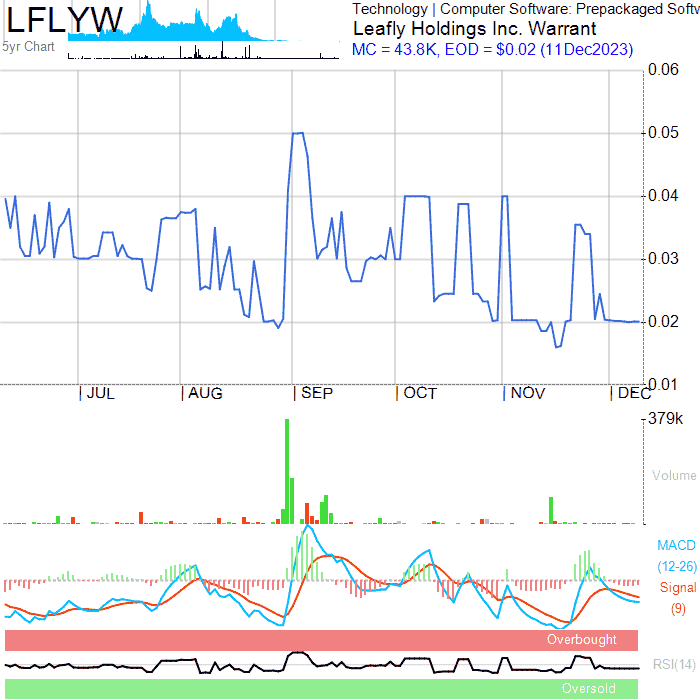 LFLYW
5yr Chart
Technology | Computer Software: Prepackaged Softw
Leafly Holdings Inc. Warrant
MC = 43.8K, EOD = $0.02 (11Dec2023)
0.06
0.05
0.04
0.03
0.02
0.01
| JUL | AUG | SEP | OCT | NOV | DEC
379k
Volume
MACD
(12-26)
Signal
(9)
Overbought
RSI(14)
Oversold